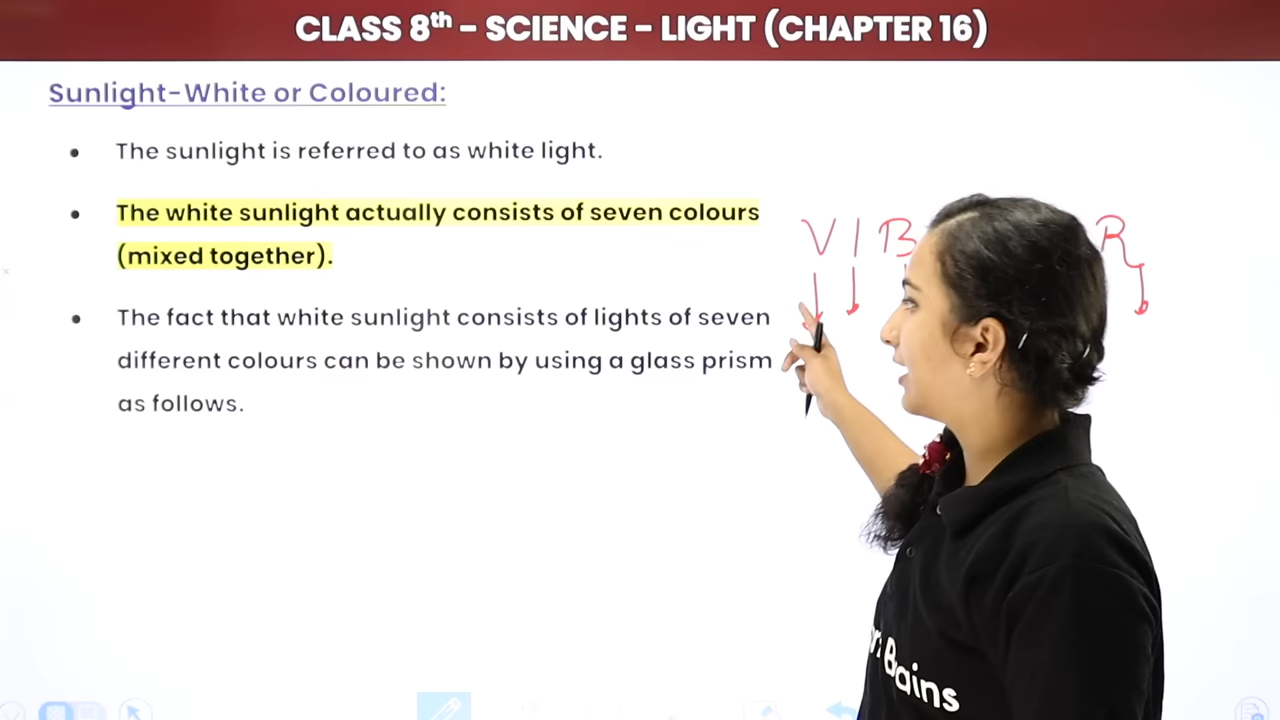 CLASS 8th - SCIENCE - LIGHT (CHAPTER 16)
Sunlight-White or Coloured:
• The sunlight is referred to as white light.
• The white sunlight actually consists of seven colours
(mixed together).
V I B R
• The fact that white sunlight consists of lights of seven
different colours can be shown by using a glass prism
as follows.
ains